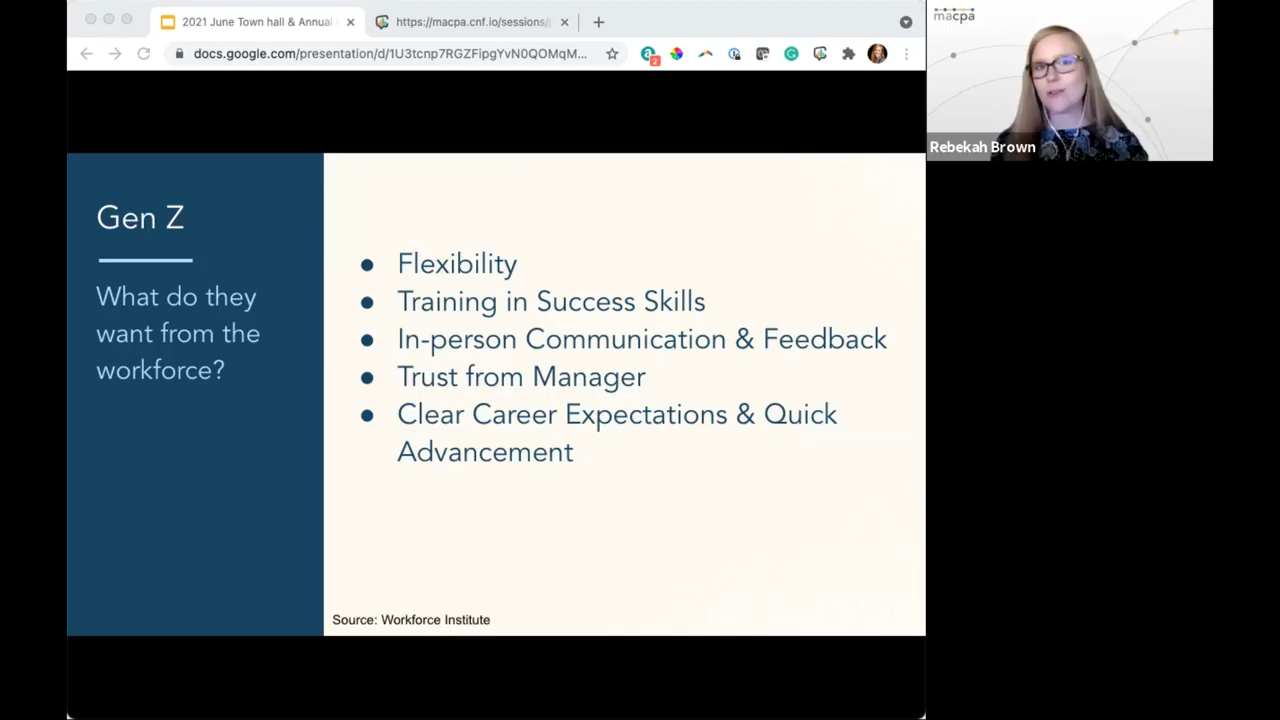 2021 June Town hall & Annual
https://macpa.cnf.io/sessions/
docs.google.com/presentation/d/1U3tcnp7RGZFipgYvN0QOMqM...
2
macpa
Rebekah Brown
Gen Z
What do they
want from the
workforce?
● Flexibility
● Training in Success Skills
● In-person Communication & Feedback
● Trust from Manager
● Clear Career Expectations & Quick
Advancement
Source: Workforce Institute